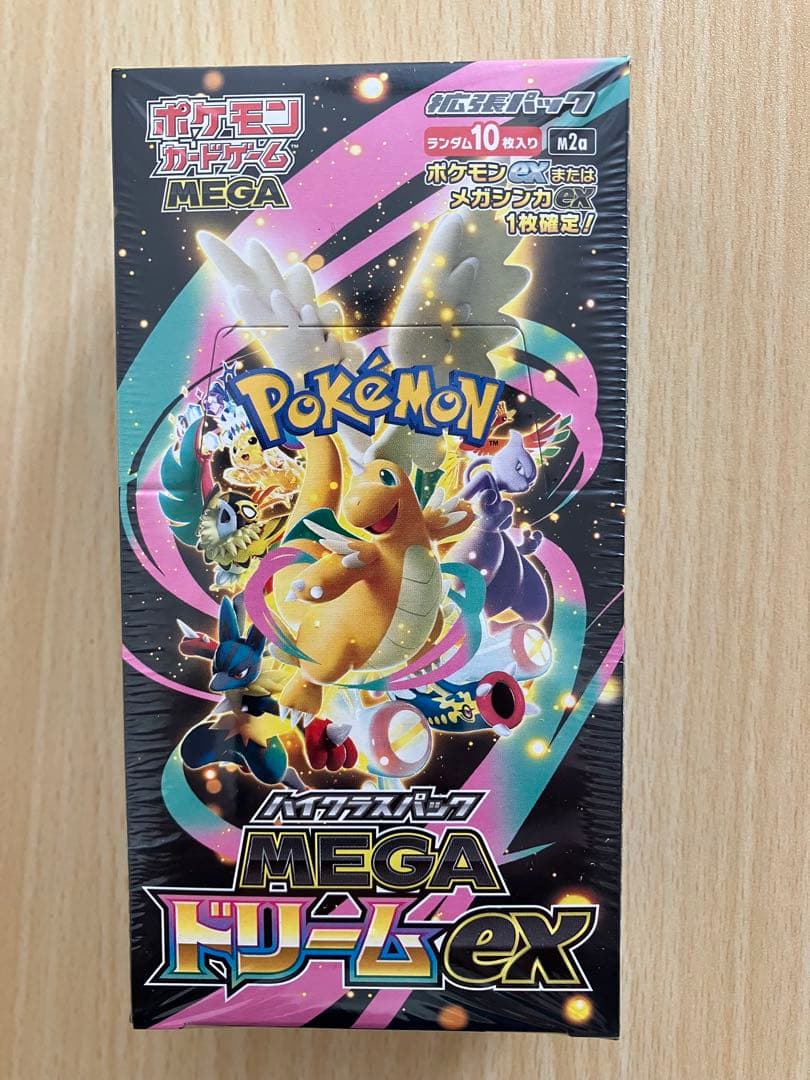 ポケモン
カードゲーム™
MEGA
拡張パック
ランダム10枚入り M2a
ポケモンexまたは
メガシンカex
1枚確定!
POKéMON™
ハイクラスパック
MEGA
ドリームex